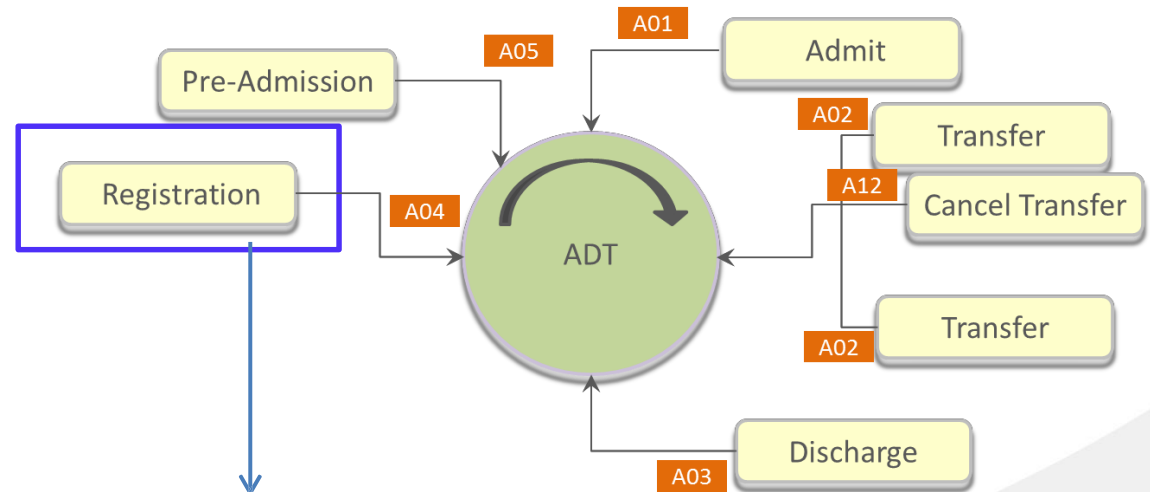 A01
Admit
A05
Pre-Admission
A02
Transfer
Registration
A04
A12
Cancel Transfer
ADT
Transfer
A02
Discharge
A03